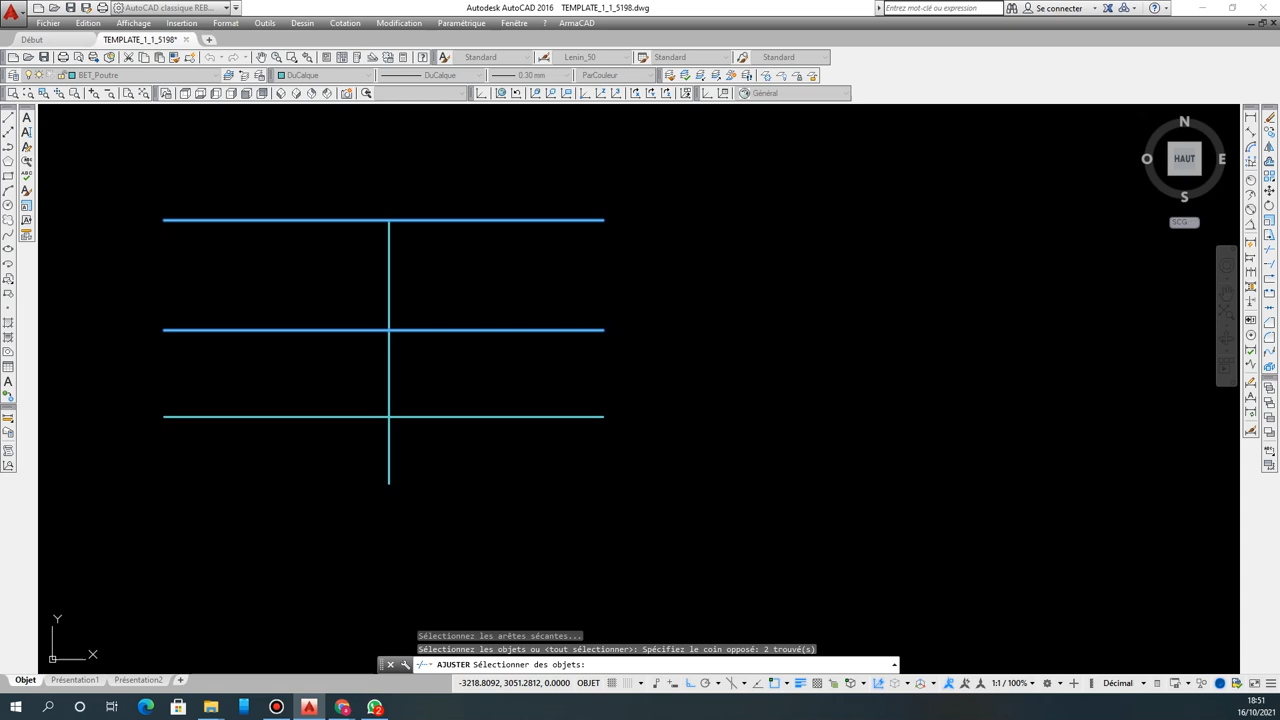 AutoCAD classique REB...
Autodesk AutoCAD 2016 TEMPLATE_1_1_5198.dwg
Entrez mot-clé ou expression
Se connecter
Fichier Edition Affichage Insertion Format Outils Dessin Cotation Modification Paramétrique Fenêtre ? ArmaCAD
Début TEMPLATE_1_1_5198*
Standard Lenin_50 Standard Standard
BET_Poutre DuCalque DuCalque 0.30 mm ParCouleur
Général
N
O HAUT E
S
SCG
Y
X
Sélectionnez les arêtes sécantes...
Sélectionnez les objets ou <tout sélectionner>: Spécifiez le coin opposé: 2 trouvé(s)
AJUSTER Sélectionner des objets:
Objet Présentation1 Présentation2
-3218.8092, 3051.2812, 0.0000 OBJET
1:1 / 100%
Décimal
2
18:51
16/10/2021